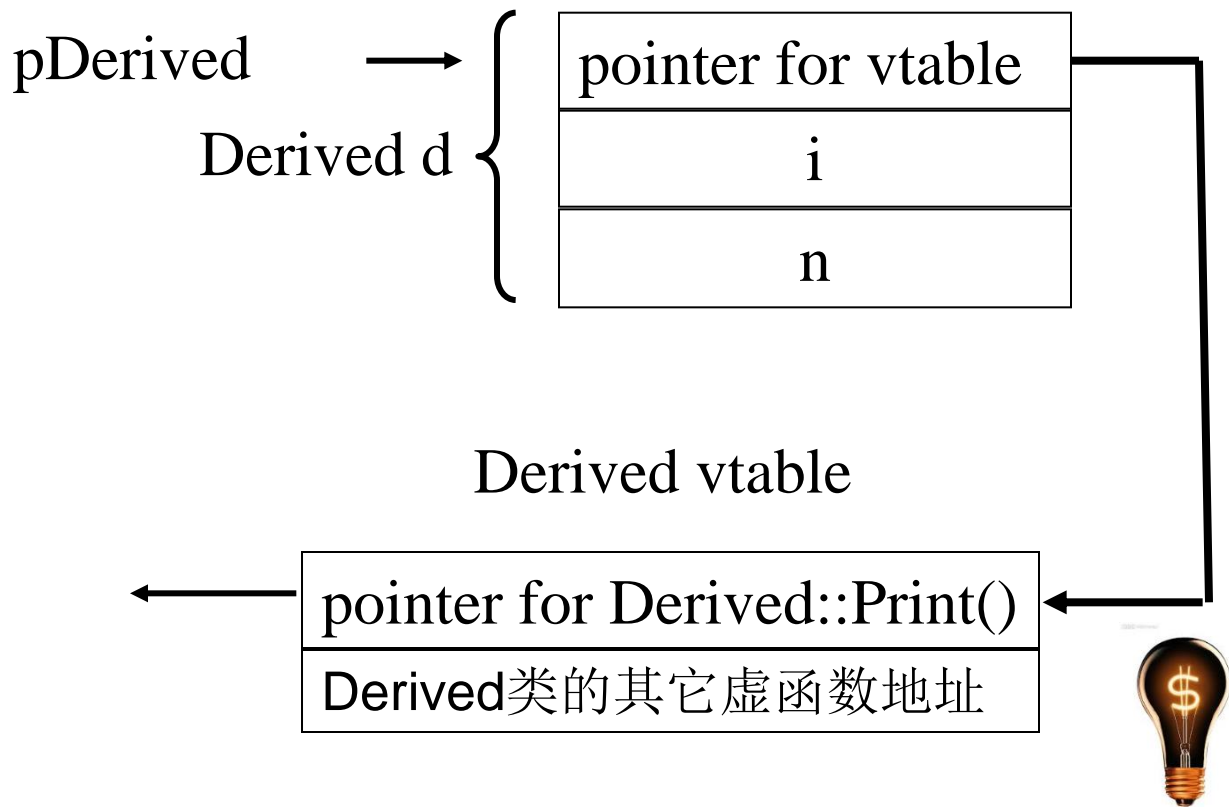 pDerived
pointer for vtable
Derived d
i
n
Derived vtable
pointer for Derived::Print()
Derived类的其它虚函数地址
$